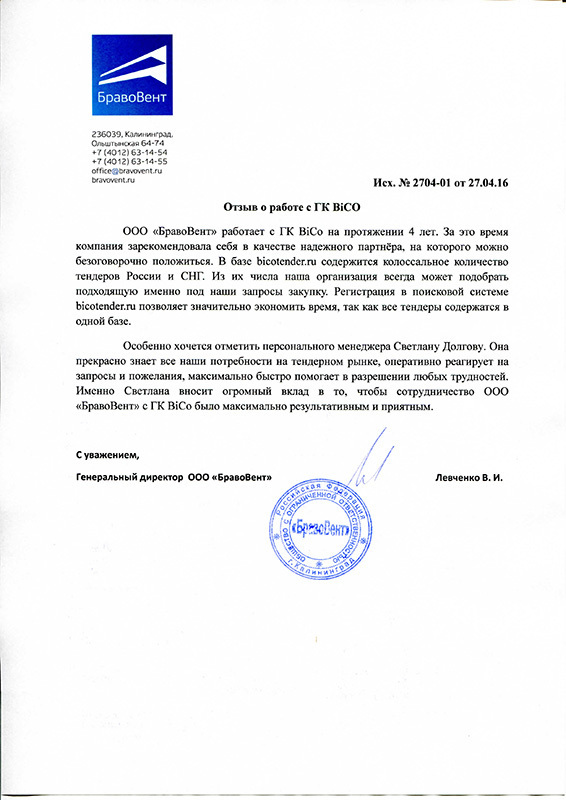 БравоВент
236039, Калининград,
Ольштынская 64-74
+7 (4012) 63-14-54
+7 (4012) 63-14-55
office@bravovent.ru
bravovent.ru
Исх. № 2704-01 от 27.04.16
Отзыв о работе с ГК BiCO
ООО «БравоВент» работает с ГК BiCo на протяжении 4 лет. За это время
компания зарекомендовала себя в качестве надежного партнёра, на которого можно
безоговорочно положиться. В базе bicotender.ru содержится колоссальное количество
тендеров России и СНГ. Из их числа наша организация всегда может подобрать
подходящую именно под наши запросы закупку. Регистрация в поисковой системе
bicotender.ru позволяет значительно экономить время, так как все тендеры содержатся в
одной базе.
Особенно хочется отметить персонального менеджера Светлану Долгову. Она
прекрасно знает все наши потребности на тендерном рынке, оперативно реагирует на
запросы и пожелания, максимально быстро помогает в разрешении любых трудностей.
Именно Светлана вносит огромный вклад в то, чтобы сотрудничество ООО
«БравоВент» с ГК BiCo было максимально результативным и приятным.
С уважением,
Генеральный директор ООО «БравоВент» Левченко В. И.
Российская Федерация
ОБЩЕСТВО С ОГРАНИЧЕННОЙ ОТВЕТСТВЕННОСТЬЮ
«БравоВент»
г.Калининград